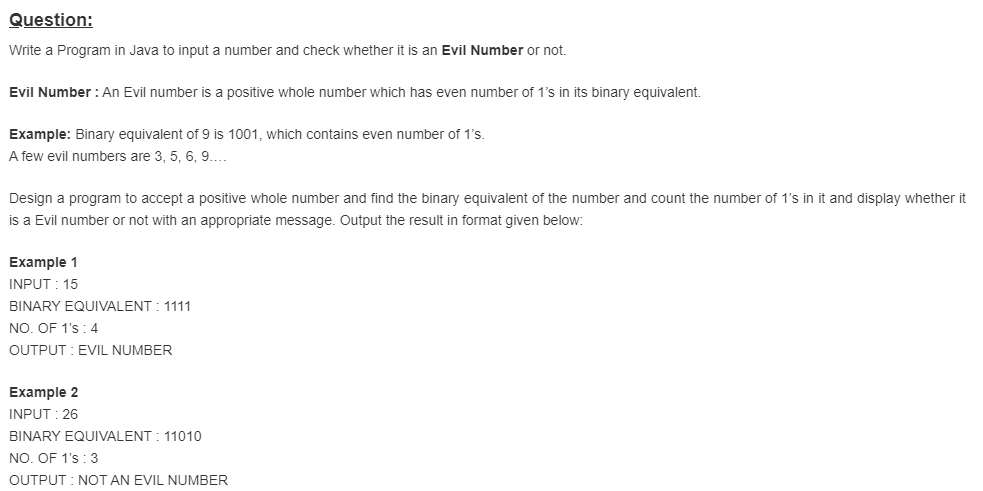 Question:
Write a Program in Java to input a number and check whether it is an Evil Number or not.
Evil Number : An Evil number is a positive whole number which has even number of 1’s in its binary equivalent.
Example: Binary equivalent of 9 is 1001, which contains even number of 1’s.
A few evil numbers are 3, 5, 6, 9….
Design a program to accept a positive whole number and find the binary equivalent of the number and count the number of 1’s in it and display whether it
is a Evil number or not with an appropriate message. Output the result in format given below:
Example 1
INPUT : 15
BINARY EQUIVALENT : 1111
NO. OF 1’s : 4
OUTPUT : EVIL NUMBER
Example 2
INPUT : 26
BINARY EQUIVALENT : 11010
NO. OF 1’s : 3
OUTPUT : NOT AN EVIL NUMBER